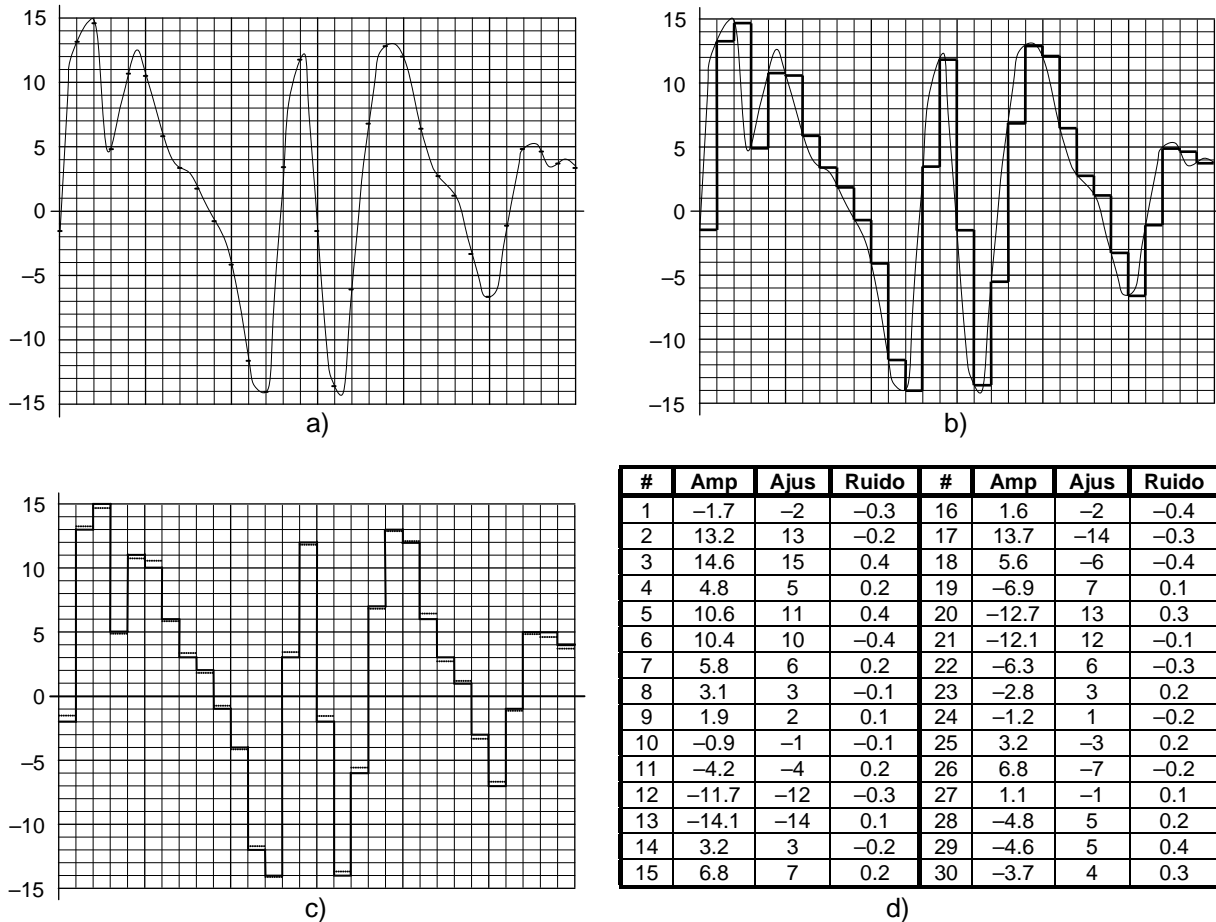 15
10
5
0
–5
–10
–15
a)
15
10
5
0
–5
–10
–15
b)
15
10
5
0
–5
–10
–15
c)
# Amp Ajus Ruido # Amp Ajus Ruido
1 –1.7 –2 –0.3 16 1.6 –2 –0.4
2 13.2 13 –0.2 17 13.7 –14 –0.3
3 14.6 15 0.4 18 5.6 –6 –0.4
4 4.8 5 0.2 19 –6.9 7 0.1
5 10.6 11 0.4 20 –12.7 13 0.3
6 10.4 10 –0.4 21 –12.1 12 –0.1
7 5.8 6 0.2 22 –6.3 6 –0.3
8 3.1 3 –0.1 23 –2.8 3 0.2
9 1.9 2 0.1 24 –1.2 1 –0.2
10 –0.9 –1 –0.1 25 3.2 –3 0.2
11 –4.2 –4 0.2 26 6.8 –7 –0.2
12 –11.7 –12 –0.3 27 1.1 –1 0.1
13 –14.1 –14 0.1 28 –4.8 5 0.2
14 3.2 3 –0.2 29 –4.6 5 0.4
15 6.8 7 0.2 30 –3.7 4 0.3
d)